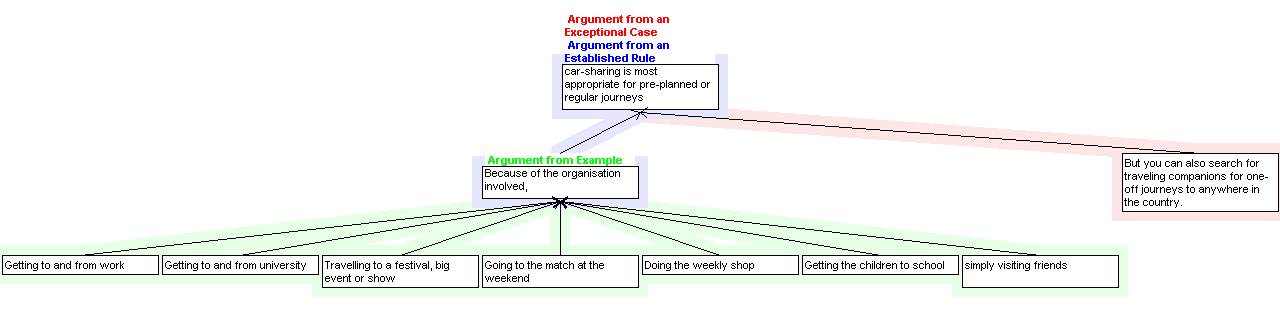 Argument from an
Exceptional Case
Argument from an
Established Rule
car-sharing is most
appropriate for pre-planned or
regular journeys
Argument from Example
Because of the organisation
involved,
But you can also search for
traveling companions for one-
off journeys to anywhere in
the country.
Getting to and from work
Getting to and from university
Travelling to a festival, big
event or show
Going to the match at the
weekend
Doing the weekly shop
Getting the children to school
simply visiting friends